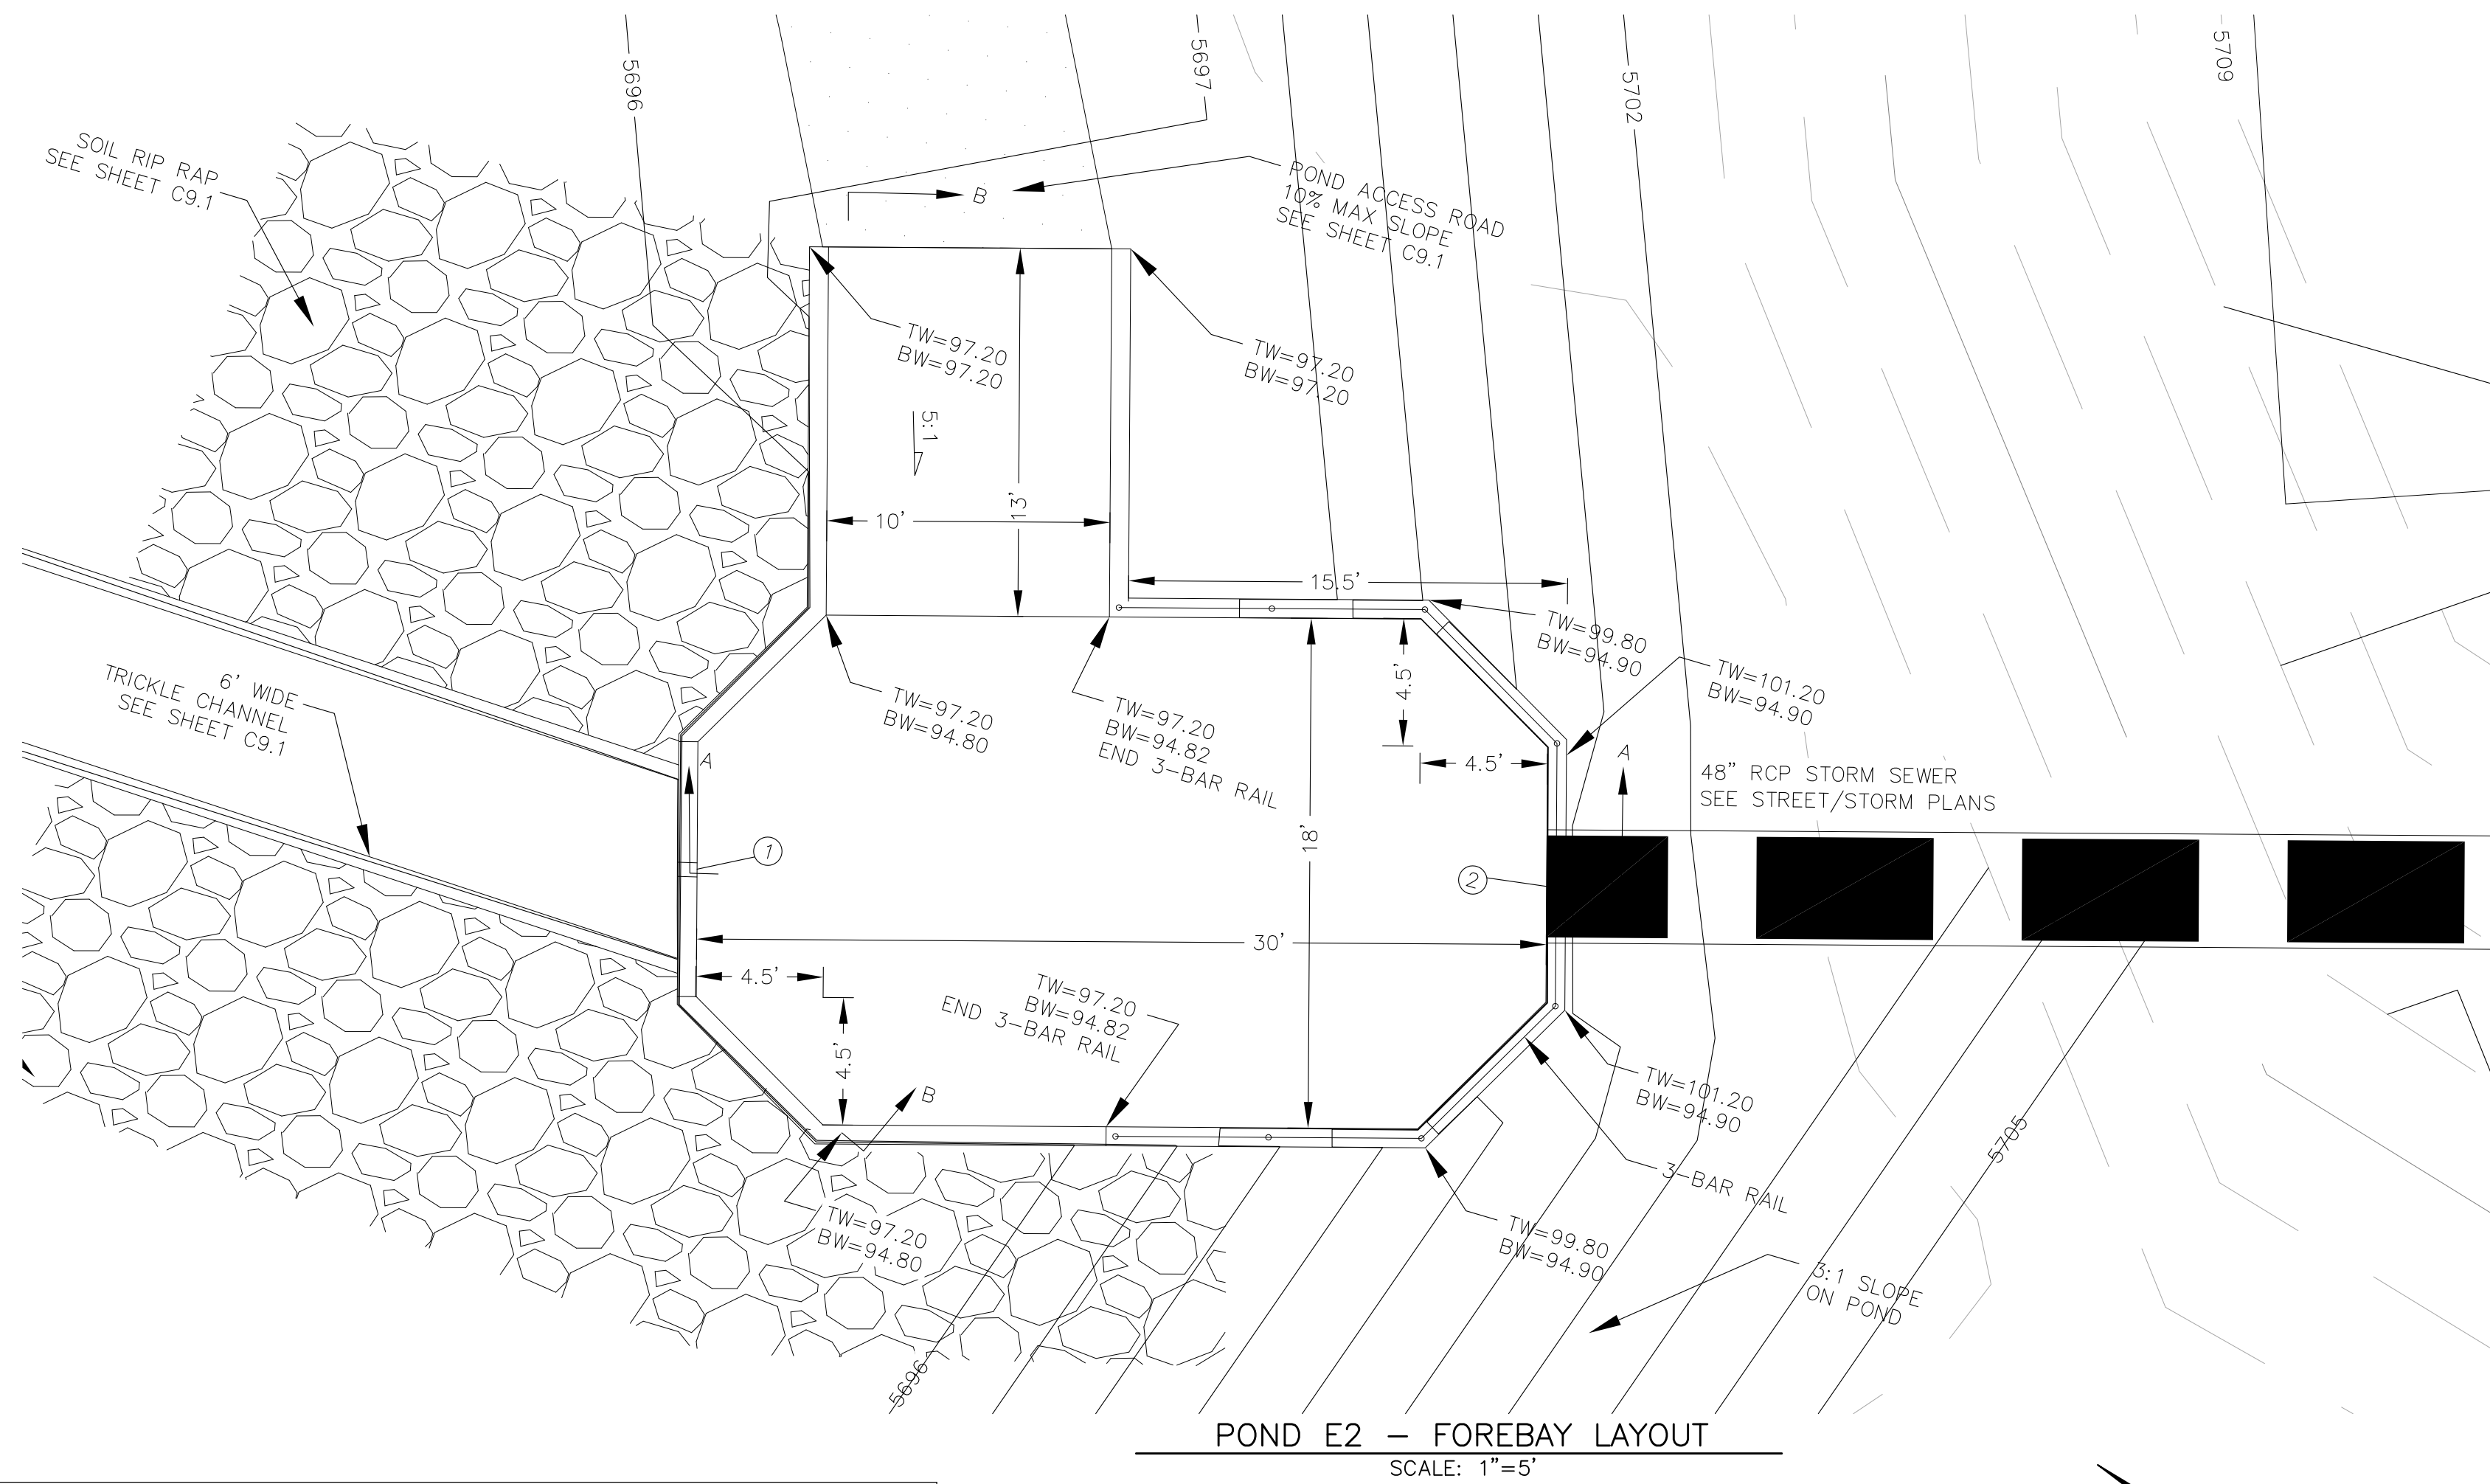 5696
5697
5702
5709
SOIL RIP RAP
SEE SHEET C9.1
B
POND ACCESS ROAD
10% MAX SLOPE
SEE SHEET C9.1
TW=97.20
BW=97.20
TW=97.20
BW=97.20
5:1
10'
13'
15.5'
TW=99.80
BW=94.90
4.5'
TW=101.20
BW=94.90
6' WIDE
TRICKLE CHANNEL
SEE SHEET C9.1
TW=97.20
BW=94.80
TW=97.20
BW=94.82
END 3-BAR RAIL
A
4.5'
A
48" RCP STORM SEWER
SEE STREET/STORM PLANS
18'
1
2
30'
4.5'
TW=97.20
BW=94.82
END 3-BAR RAIL
4.5'
B
TW=101.20
BW=94.90
5705
3-BAR RAIL
TW=97.20
BW=94.80
TW=99.80
BW=94.90
3:1 SLOPE
ON POND
5696
POND E2 - FOREBAY LAYOUT
SCALE: 1"=5'